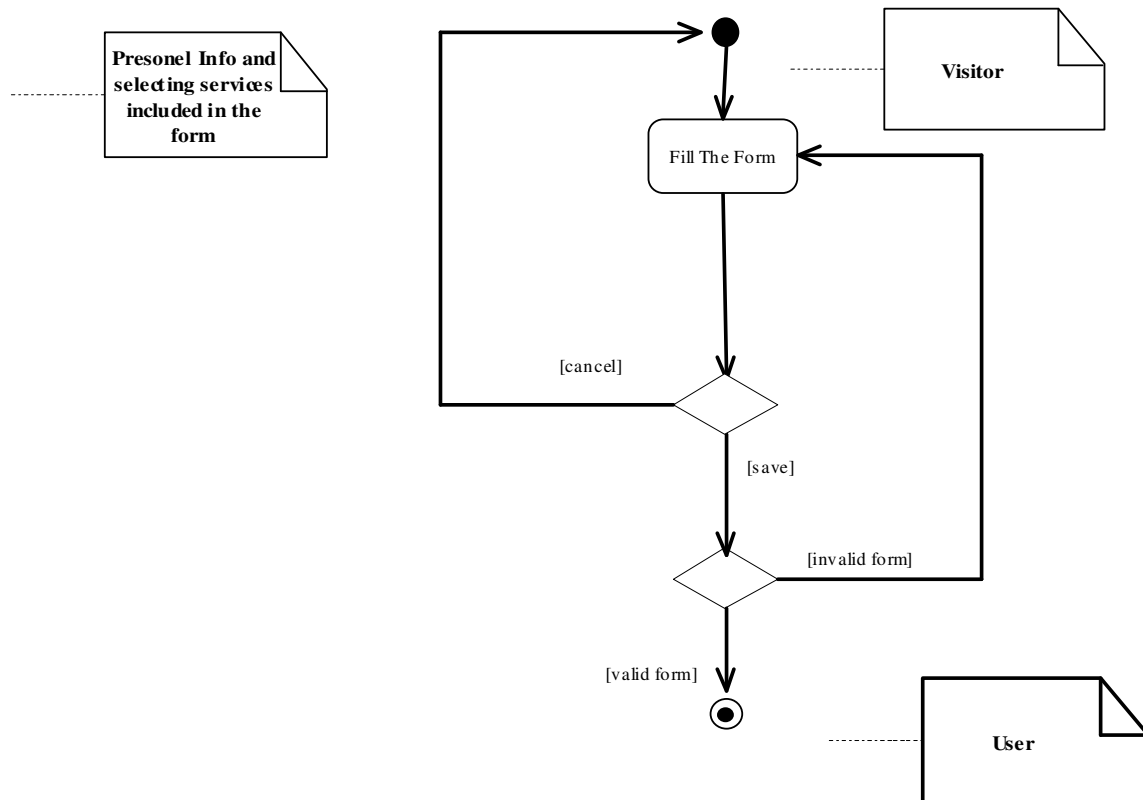 Presonel Info and
selecting services
included in the
form
Visitor
Fill The Form
[cancel]
[save]
[invalid form]
[valid form]
User